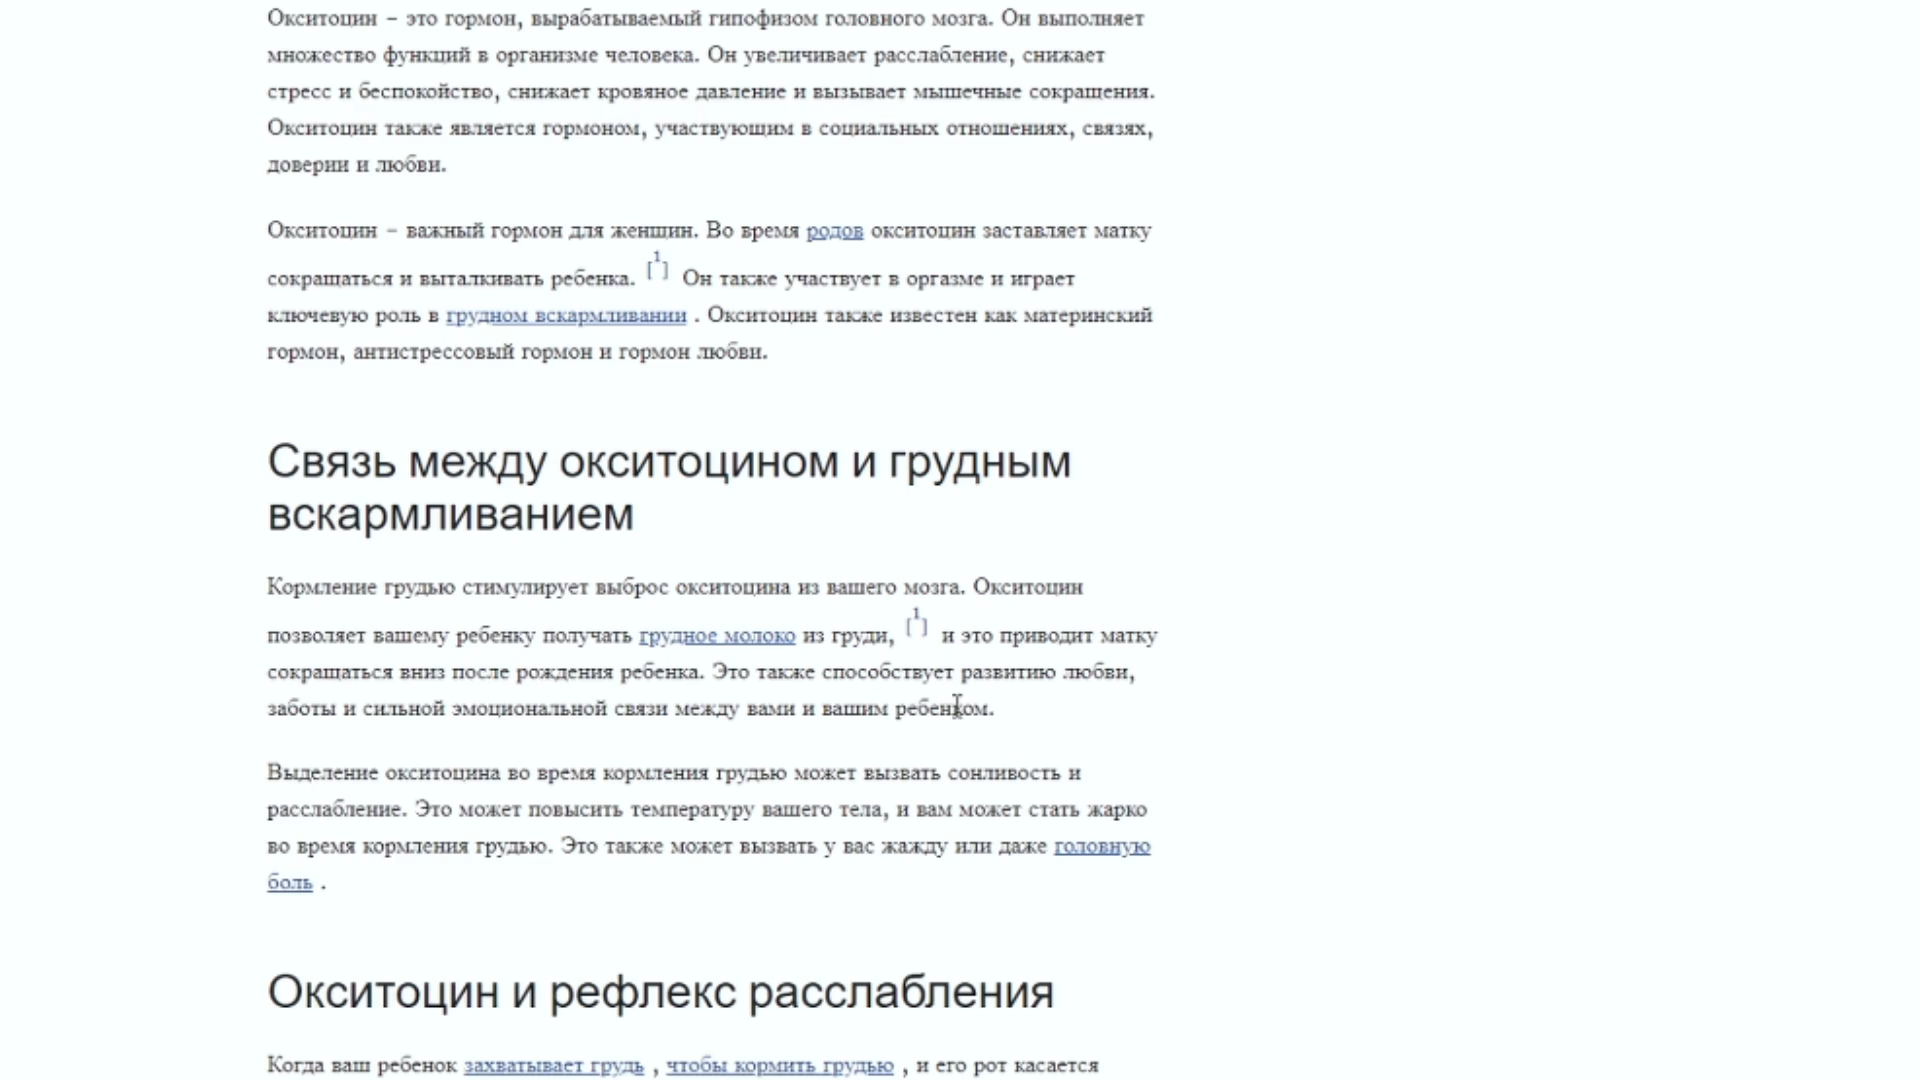 Окситоцин – это гормон, вырабатываемый гипофизом головного мозга. Он выполняет
множество функций в организме человека. Он увеличивает расслабление, снижает
стресс и беспокойство, снижает кровяное давление и вызывает мышечные сокращения.
Окситоцин также является гормоном, участвующим в социальных отношениях, связях,
доверии и любви.
Окситоцин – важный гормон для женщин. Во время родов окситоцин заставляет матку
сокращаться и выталкивать ребенка. [1] Он также участвует в оргазме и играет
ключевую роль в грудном вскармливании . Окситоцин также известен как материнский
гормон, антистрессовый гормон и гормон любви.
Связь между окситоцином и грудным
вскармливанием
Кормление грудью стимулирует выброс окситоцина из вашего мозга. Окситоцин
позволяет вашему ребенку получать грудное молоко из груди, [1] и это приводит матку
сокращаться вниз после рождения ребенка. Это также способствует развитию любви,
заботы и сильной эмоциональной связи между вами и вашим ребенком.
Выделение окситоцина во время кормления грудью может вызвать сонливость и
расслабление. Это может повысить температуру вашего тела, и вам может стать жарко
во время кормления грудью. Это также может вызвать у вас жажду или даже головную
боль .
Окситоцин и рефлекс расслабления
Когда ваш ребенок захватывает грудь , чтобы кормить грудью , и его рот касается